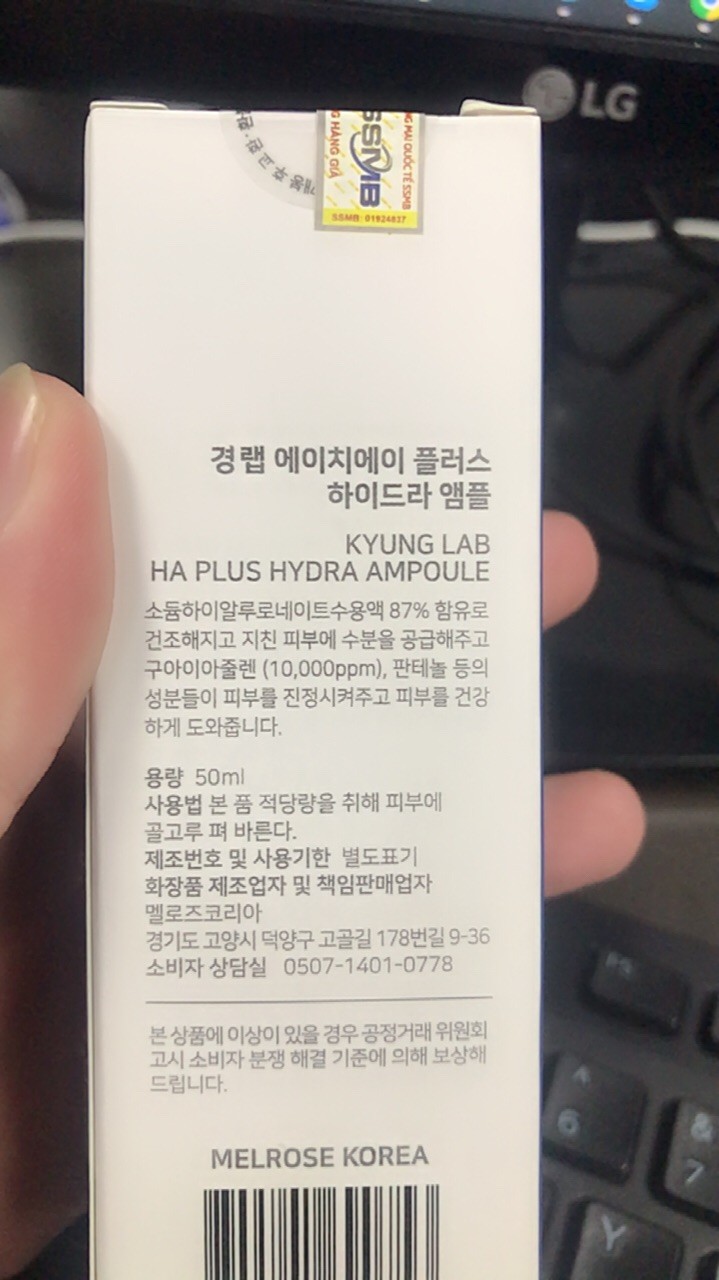 LG
SSMB
G HÀNG GIẢ
NG MẠI QUỐC TẾ SSMB
SSMB: 01924837
경랩 에이치에이 플러스
하이드라 앰플
KYUNG LAB
HA PLUS HYDRA AMPOULE
소듐하이알루로네이트수용액 87% 함유로
건조해지고 지친 피부에 수분을 공급해주고
구아이아줄렌 (10,000ppm), 판테놀 등의
성분들이 피부를 진정시켜주고 피부를 건강
하게 도와줍니다.
용량 50ml
사용법 본 품 적당량을 취해 피부에
골고루 펴 바른다.
제조번호 및 사용기한 별도표기
화장품 제조업자 및 책임판매업자
멜로즈코리아
경기도 고양시 덕양구 고골길 178번길 9-36
소비자 상담실 0507-1401-0778
본 상품에 이상이 있을 경우 공정거래 위원회
고시 소비자 분쟁 해결 기준에 의해 보상해
드립니다.
MELROSE KOREA
^
6
&
7
Y